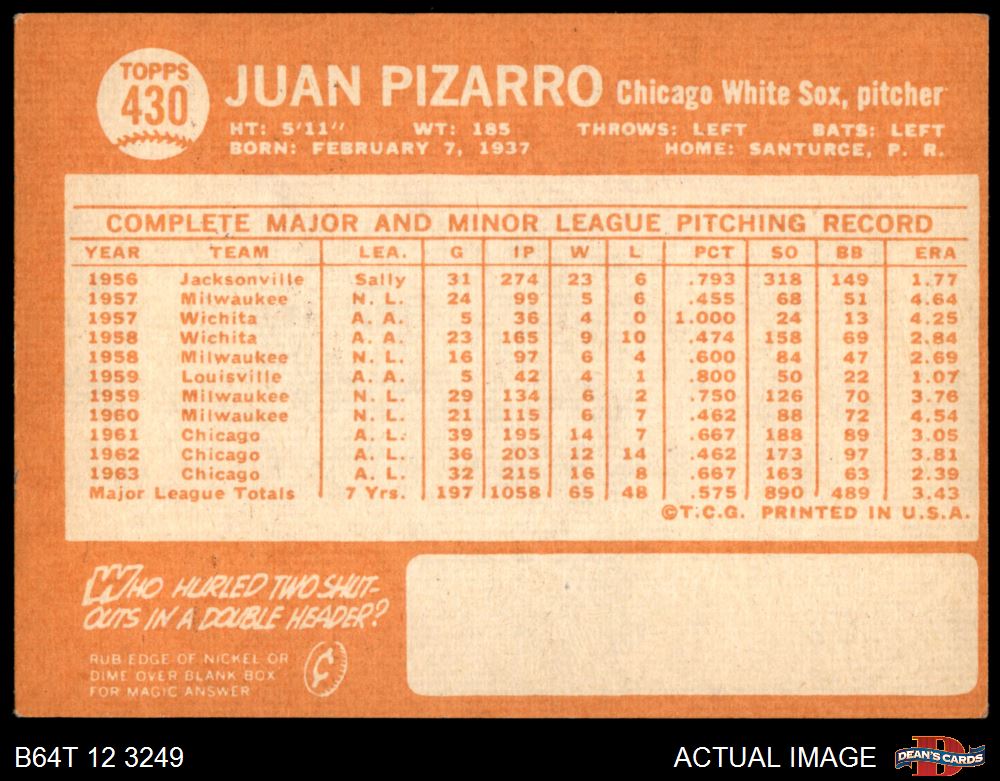 TOPPS
430
JUAN PIZARRO Chicago White Sox, pitcher
HT: 5'11" WT: 185 THROWS: LEFT BATS: LEFT
BORN: FEBRUARY 7, 1937 HOME: SANTURCE, P. R.
COMPLETE MAJOR AND MINOR LEAGUE PITCHING RECORD
YEAR TEAM LEA. G IP W L PCT SO BB ERA
1956 Jacksonville Sally 31 274 23 6 .793 318 149 1.77
1957 Milwaukee N. L. 24 99 5 6 .455 68 51 4.64
1957 Wichita A. A. 5 36 4 0 1.000 24 13 4.25
1958 Wichita A. A. 23 165 9 10 .474 158 69 2.84
1958 Milwaukee N. L. 16 97 6 4 .600 84 47 2.69
1959 Louisville A. A. 5 42 4 1 .800 50 22 1.07
1959 Milwaukee N. L. 29 134 6 2 .750 126 70 3.76
1960 Milwaukee N. L. 21 115 6 7 .462 88 72 4.54
1961 Chicago A. L. 39 195 14 7 .667 188 89 3.05
1962 Chicago A. L. 36 203 12 14 .462 173 97 3.81
1963 Chicago A. L. 32 215 16 8 .667 163 63 2.39
Major League Totals 7 Yrs. 197 1058 65 48 .575 890 489 3.43
©T.C.G. PRINTED IN U.S.A.
WHO HURLED TWO SHUT-
OUTS IN A DOUBLE HEADER?
RUB EDGE OF NICKEL OR
DIME OVER BLANK BOX
FOR MAGIC ANSWER
B64T 12 3249 ACTUAL IMAGE
DEAN'S CARDS